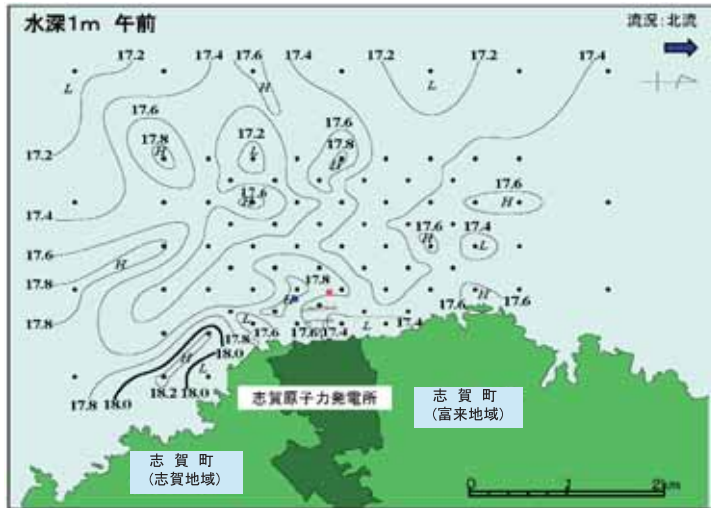 水深1m 午前
流況:北流
17.2 17.4 17.6 17.4 17.2 17.2 17.4
L H L
17.6 17.2 17.6
17.8 17.8
H L H
17.2
17.6 17.6
H H
17.4
17.6 17.4
H L
17.6
H
17.8
17.8
H
17.6 H 17.6
17.8
L 17.6 17.6 17.4 L 17.4
17.8
18.0
H
L
18.2 18.0
17.8 18.0
志賀原子力発電所
志賀町
(富来地域)
志賀町
(志賀地域)
0 1 2km